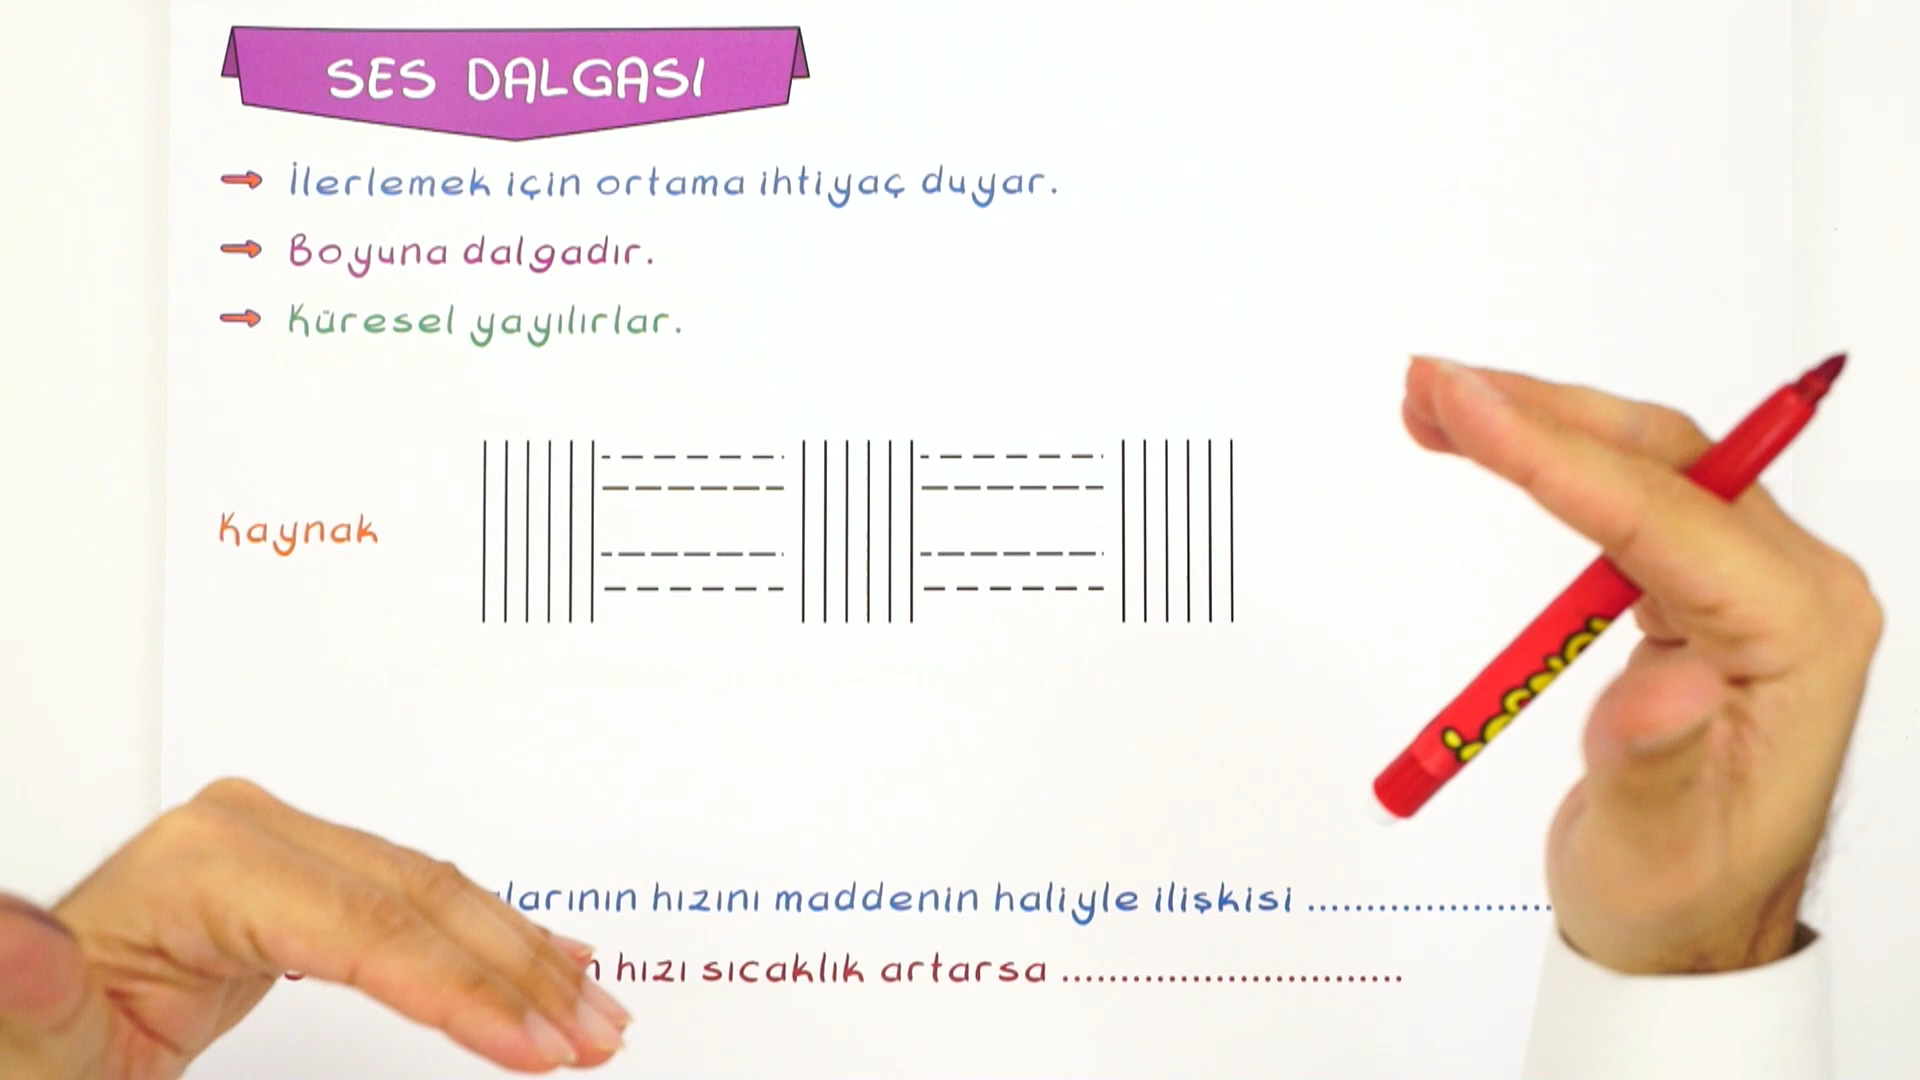 SES DALGASI
İlerlemek için ortama ihtiyaç duyar.
Boyuna dalgadır.
Küresel yayılırlar.
Kaynak
hızını maddenin haliyle ilişkisi ......................
hızı sıcaklık artarsa .............................